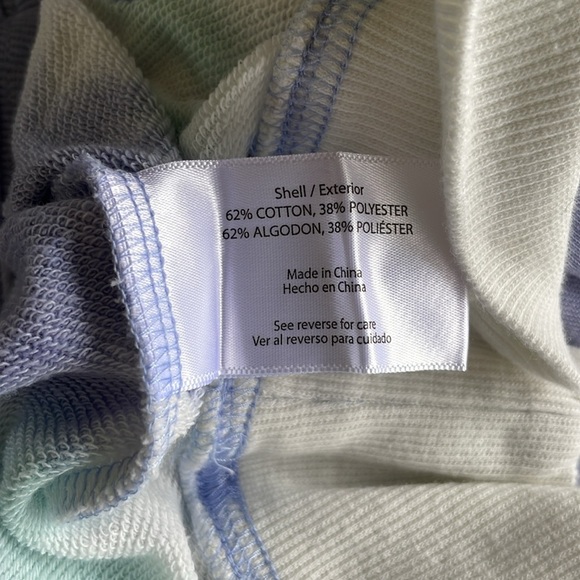 Shell / Exterior
62% COTTON, 38% POLYESTER
62% ALGODON, 38% POLIÉSTER
Made in China
Hecho en China
See reverse for care
Ver al reverso para cuidado